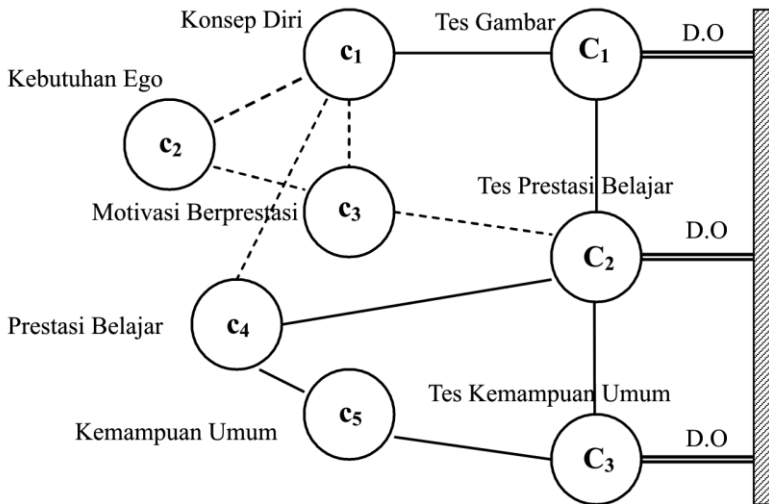 Konsep Diri
Tes Gambar
D.O
c1
C1
Kebutuhan Ego
c2
Motivasi Berprestasi
c3
Tes Prestasi Belajar
D.O
C2
Prestasi Belajar
c4
Tes Kemampuan Umum
Kemampuan Umum
c5
D.O
C3